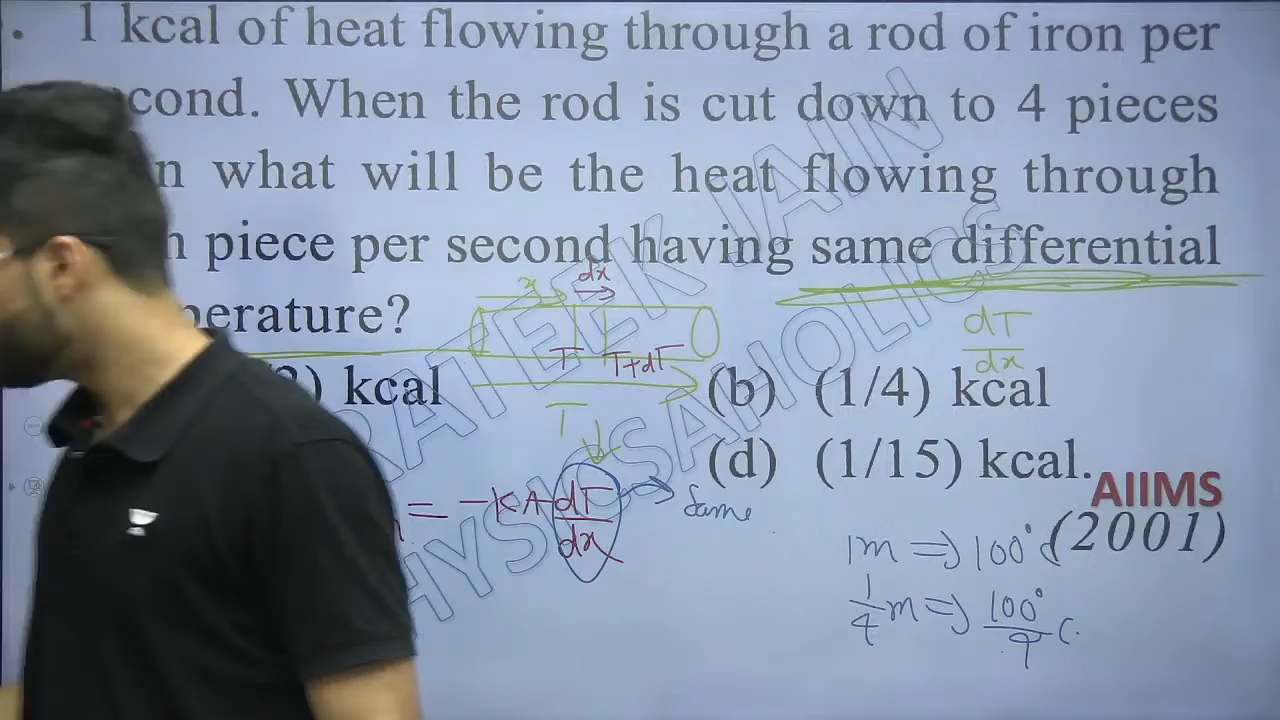 . 1 kcal of heat flowing through a rod of iron per
cond. When the rod is cut down to 4 pieces
n what will be the heat flowing through
h piece per second having same differential
perature?
x dx
T T+dT
dT
dx
) kcal (b) (1/4) kcal
T
(d) (1/15) kcal.
AIIMS
(2001)
= -KA dT
dx
Same
1m => 100° C
1/4 m => 100°/4 C.
PRATEEK JAIN
PHYSICSAHOLICS